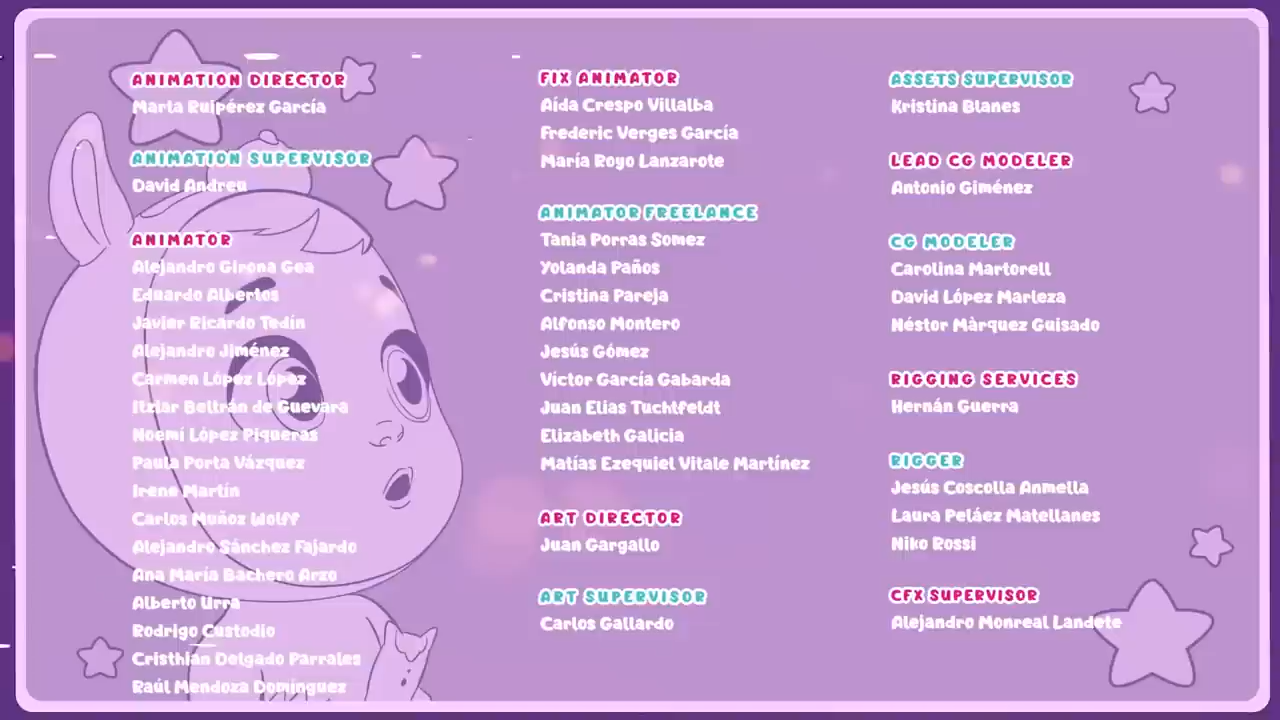 ANIMATION DIRECTOR
Marta Ruipérez García
ANIMATION SUPERVISOR
David Andreu
ANIMATOR
Alejandro Girona Gea
Eduardo Albertos
Javier Ricardo Tedín
Alejandro Jiménez
Carmen López López
Itziar Beltrán de Guevara
Noemí López Piqueras
Paula Porta Vázquez
Irene Martín
Carlos Muñoz Wolff
Alejandro Sánchez Fajardo
Ana María Bachero Arzo
Alberto Urra
Rodrigo Custodio
Cristhian Delgado Parrales
Raúl Mendoza Domínguez
FIX ANIMATOR
Aída Crespo Villalba
Frederic Verges García
María Royo Lanzarote
ANIMATOR FREELANCE
Tania Porras Somez
Yolanda Paños
Cristina Pareja
Alfonso Montero
Jesús Gómez
Víctor García Gabarda
Juan Elias Tuchtfeldt
Elizabeth Galicia
Matías Ezequiel Vitale Martínez
ART DIRECTOR
Juan Gargallo
ART SUPERVISOR
Carlos Gallardo
ASSETS SUPERVISOR
Kristina Blanes
LEAD CG MODELER
Antonio Giménez
CG MODELER
Carolina Martorell
David López Marleza
Néstor Màrquez Guisado
RIGGING SERVICES
Hernán Guerra
RIGGER
Jesús Coscolla Anmella
Laura Peláez Matellanes
Niko Rossi
CFX SUPERVISOR
Alejandro Monreal Landete